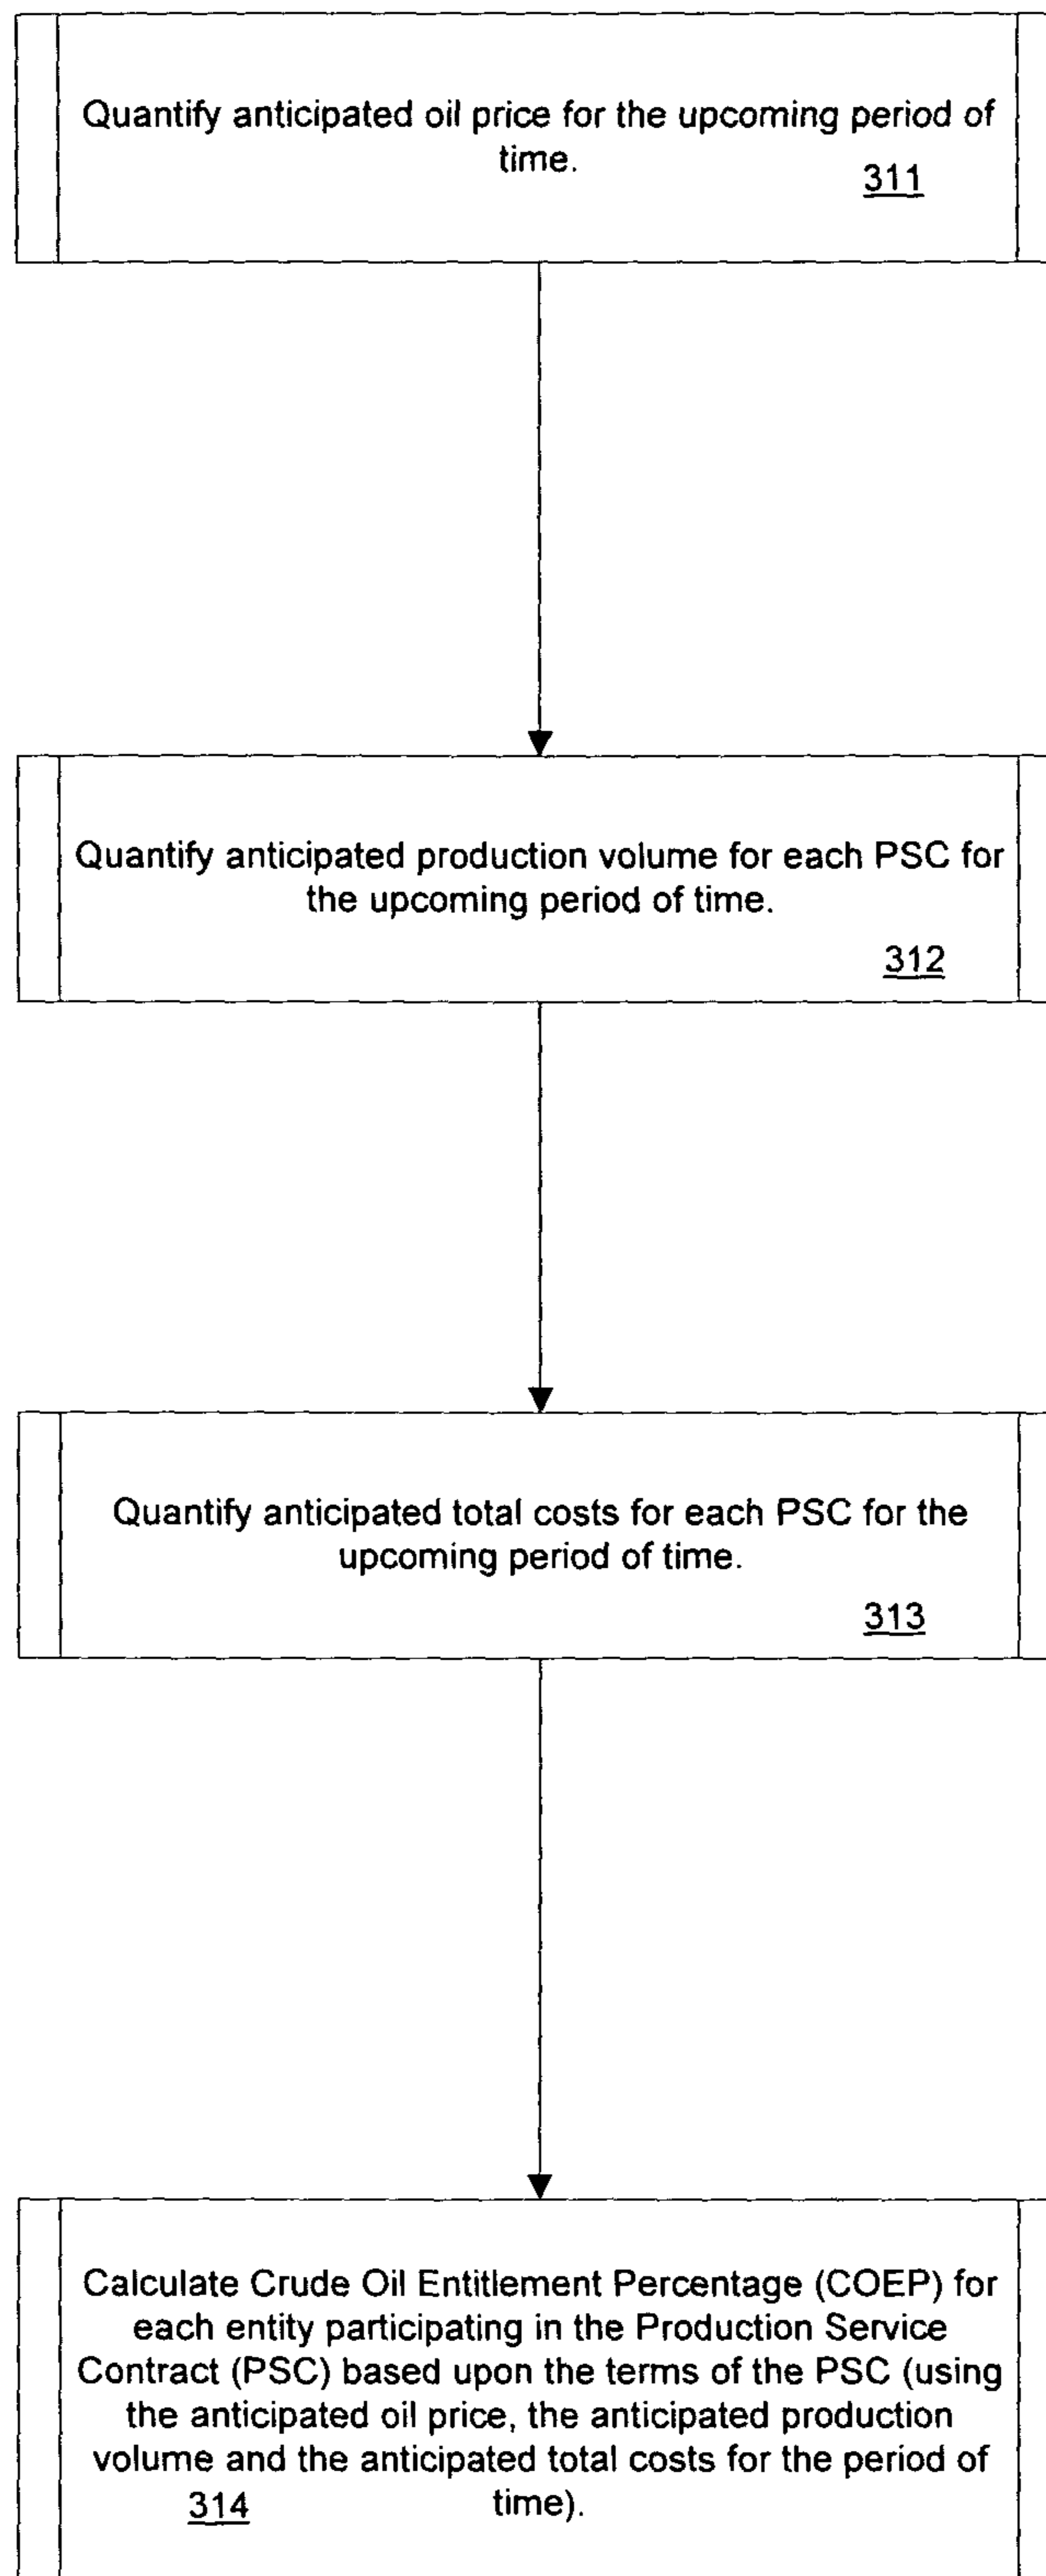 Quantify anticipated oil price for the upcoming period of
time.
311
Quantify anticipated production volume for each PSC for
the upcoming period of time.
312
Quantify anticipated total costs for each PSC for the
upcoming period of time.
313
Calculate Crude Oil Entitlement Percentage (COEP) for
each entity participating in the Production Service
Contract (PSC) based upon the terms of the PSC (using
the anticipated oil price, the anticipated production
volume and the anticipated total costs for the period of
314 time).